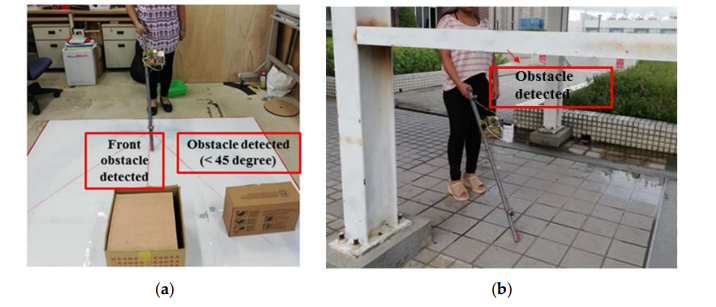 Front
obstacle
detected
Obstacle detected
(< 45 degree)
Obstacle
detected
(a)
(b)